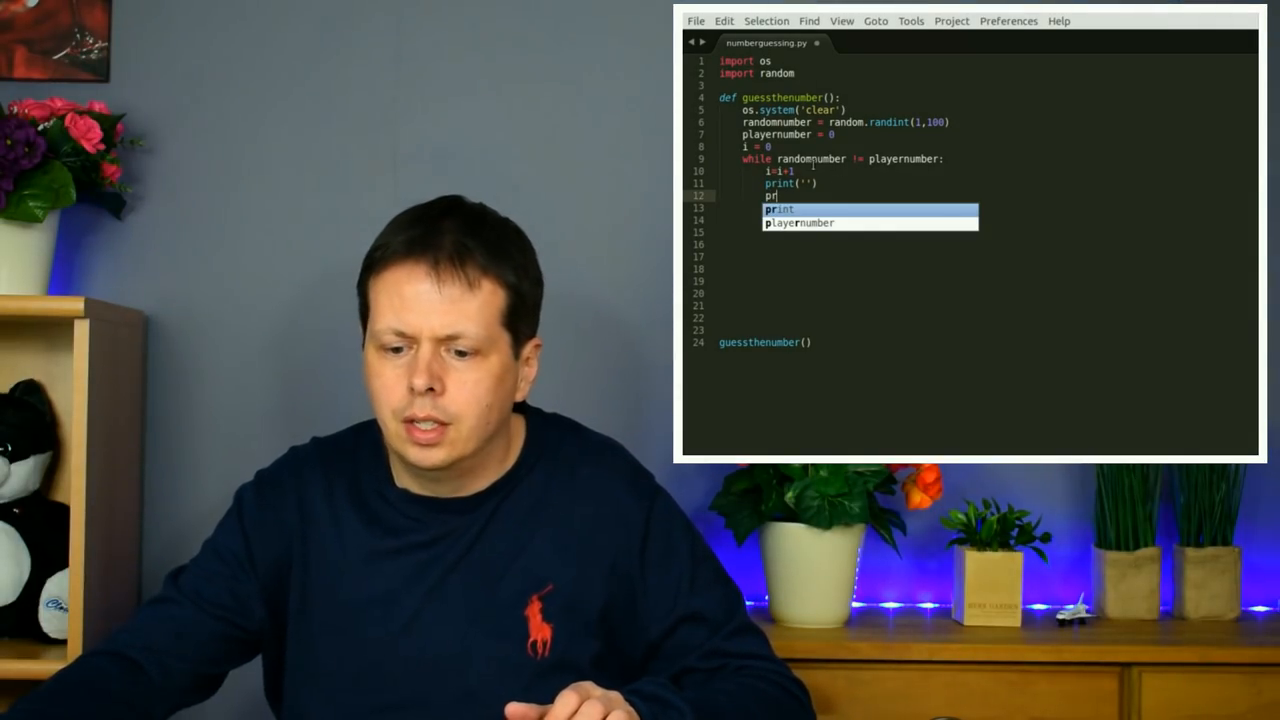 File Edit Selection Find View Goto Tools Project Preferences Help
numberguessing.py
1 import os
2 import random
3
4 def guessthenumber():
5 os.system('clear')
6 randomnumber = random.randint(1,100)
7 playernumber = 0
8 i = 0
9 while randomnumber != playernumber:
10 i=i+1
11 print('')
12 pr
13 print
14 playernumber
15
16
17
18
19
20
21
22
23
24 guessthenumber()